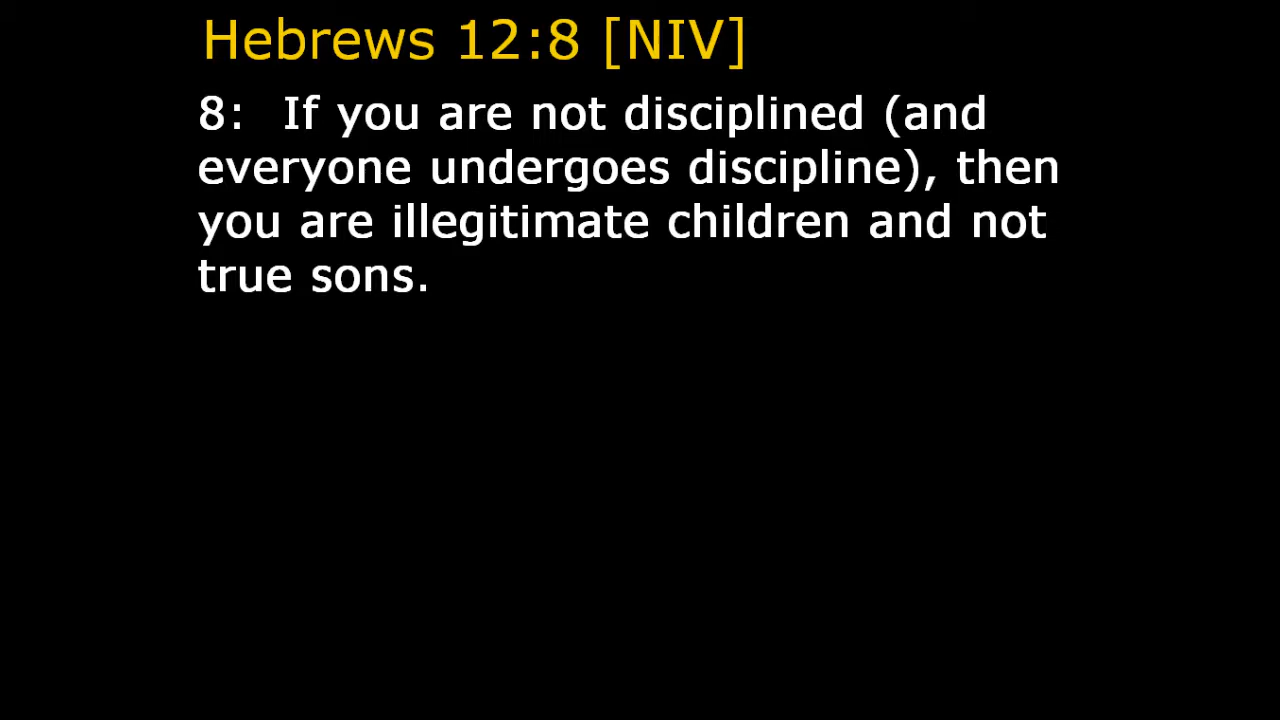 Hebrews 12:8 [NIV]
8: If you are not disciplined (and
everyone undergoes discipline), then
you are illegitimate children and not
true sons.